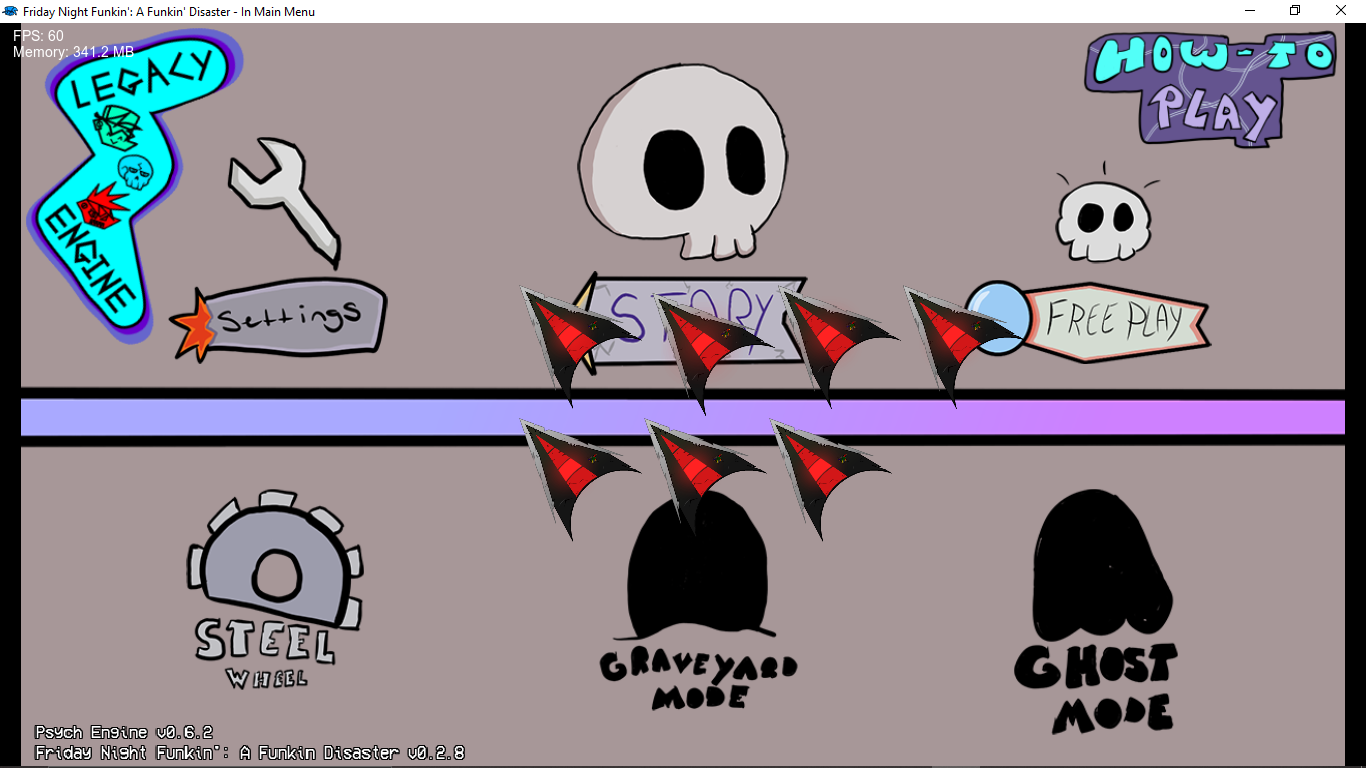 Friday Night Funkin': A Funkin' Disaster - In Main Menu
FPS: 60
Memory: 341.2 MB
LEGACY
ENGINE
HOW-TO
PLAY
Settings
STORY
FREE PLAY
STEEL
WHEEL
GRAVEYARD
MODE
GHOST
MODE
Psych Engine v0.6.2
Friday Night Funkin': A Funkin Disaster v0.2.8